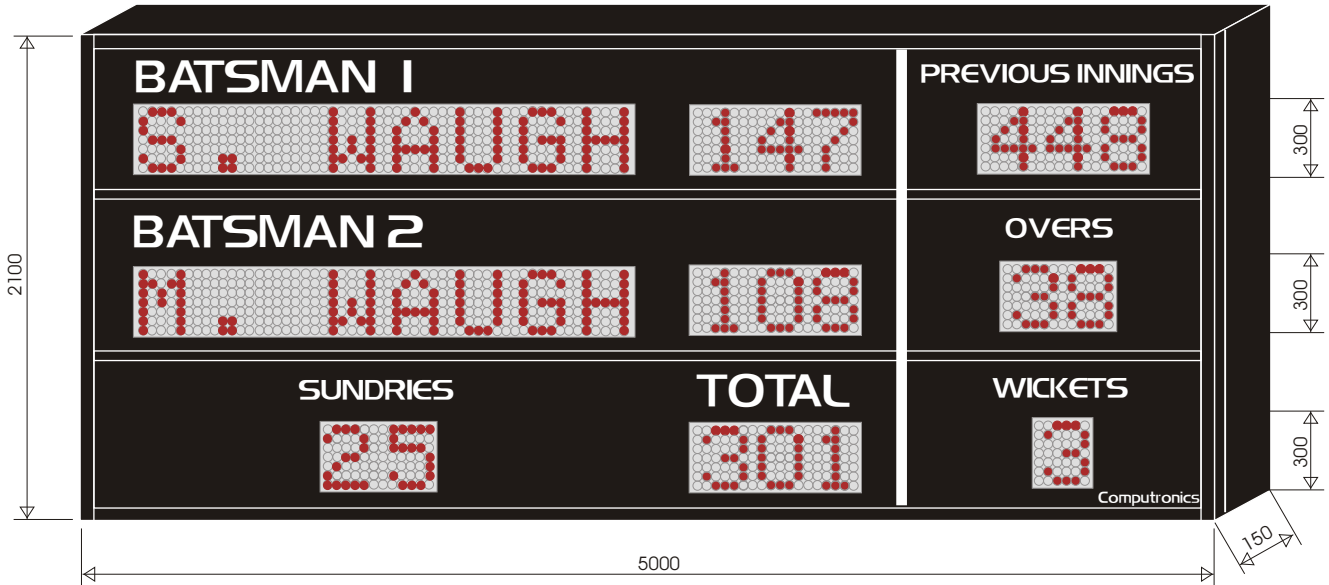 BATSMAN 1
PREVIOUS INNINGS
S. WAUGH 147
448
300
BATSMAN 2
OVERS
M. WAUGH 108
38
300
2100
SUNDRIES
TOTAL
WICKETS
25
301
3
300
Computronics
150
5000